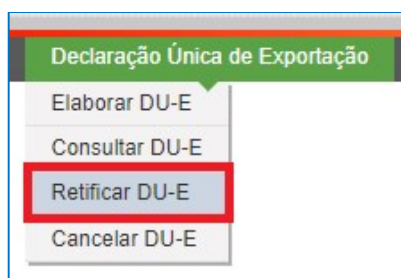 Declaração Única de Exportação
Elaborar DU-E
Consultar DU-E
Retificar DU-E
Cancelar DU-E